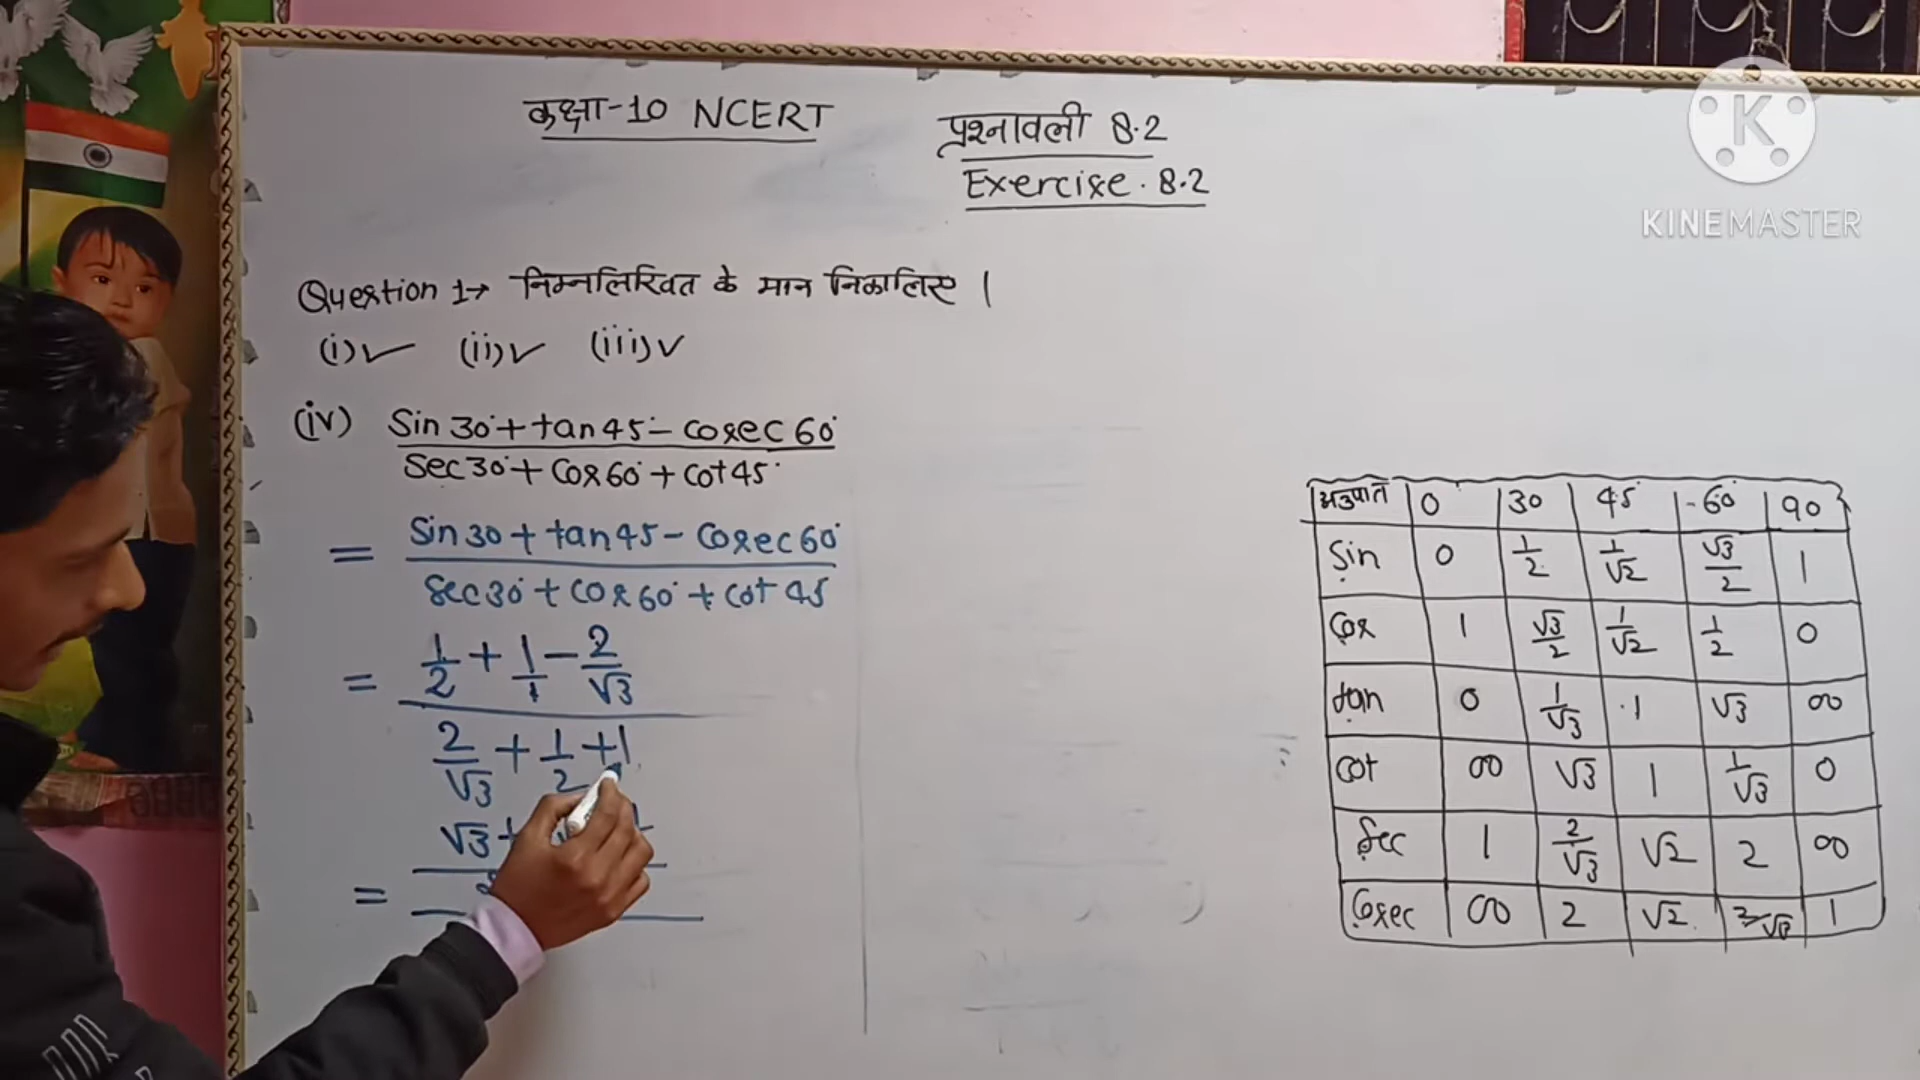 कक्षा-10 NCERT
प्रश्नावली 8.2
Exercise. 8.2
K
KINEMASTER
Question 1→ निम्नलिखित के मान निकालिए ।
(i)✓ (ii)✓ (iii)✓
(iv) Sin 30° + tan 45° - Cosec 60°
Sec 30° + Cos 60° + Cot 45°
= Sin 30 + tan 45 - Cosec 60°
Sec 30° + Cos 60° + Cot 45
= 1/2 + 1/1 - 2/√3
2/√3 + 1/2 + 1
√3 +
=
अनुपात 0 30 45° 60° 90
Sin 0 1/2 1/√2 √3/2 1
Cos 1 √3/2 1/√2 1/2 0
tan 0 1/√3 1 √3 ∞
Cot ∞ √3 1 1/√3 0
Sec 1 2/√3 √2 2 ∞
Cosec ∞ 2 √2 2/√3 1